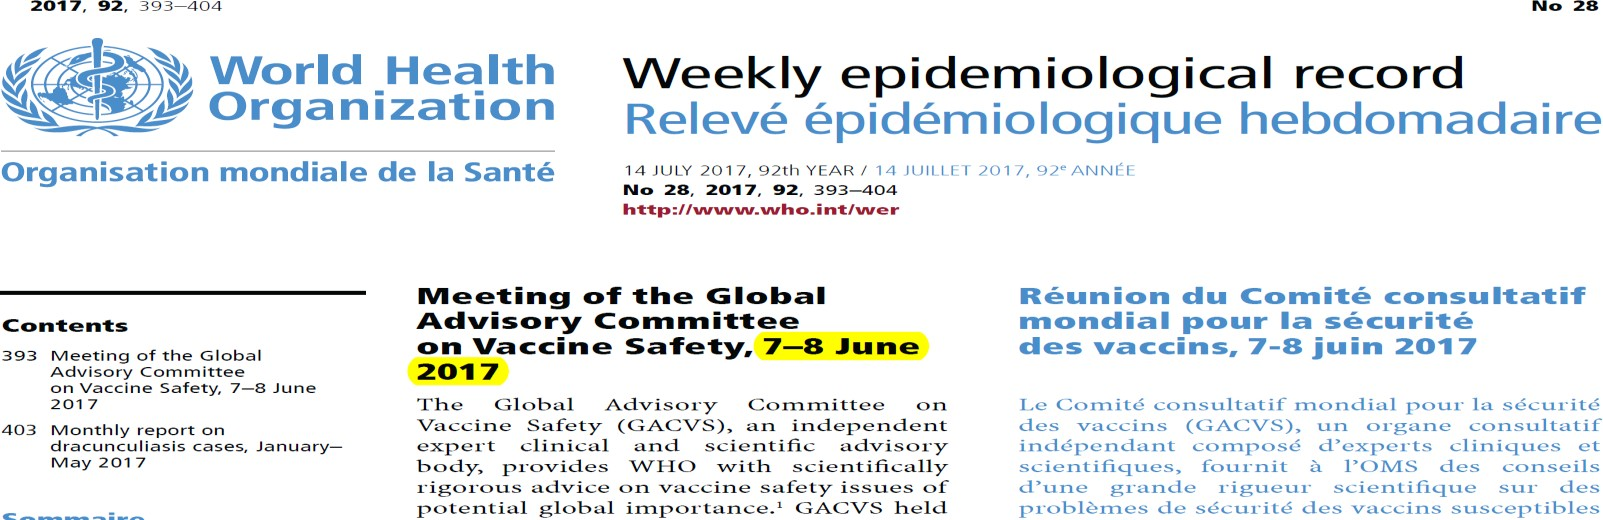 2017, 92, 393–404
No 28
World Health
Organization
Organisation mondiale de la Santé
Weekly epidemiological record
Relevé épidémiologique hebdomadaire
14 JULY 2017, 92th YEAR / 14 JUILLET 2017, 92e ANNÉE
No 28, 2017, 92, 393–404
http://www.who.int/wer
Contents
393 Meeting of the Global
Advisory Committee
on Vaccine Safety, 7–8 June
2017
403 Monthly report on
dracunculiasis cases, January–
May 2017
Sommaire
Meeting of the Global
Advisory Committee
on Vaccine Safety, 7–8 June
2017
The Global Advisory Committee on
Vaccine Safety (GACVS), an independent
expert clinical and scientific advisory
body, provides WHO with scientifically
rigorous advice on vaccine safety issues of
potential global importance.¹ GACVS held
Réunion du Comité consultatif
mondial pour la sécurité
des vaccins, 7-8 juin 2017
Le Comité consultatif mondial pour la sécurité
des vaccins (GACVS), un organe consultatif
indépendant composé d’experts cliniques et
scientifiques, fournit à l’OMS des conseils
d’une grande rigueur scientifique sur des
problèmes de sécurité des vaccins susceptibles